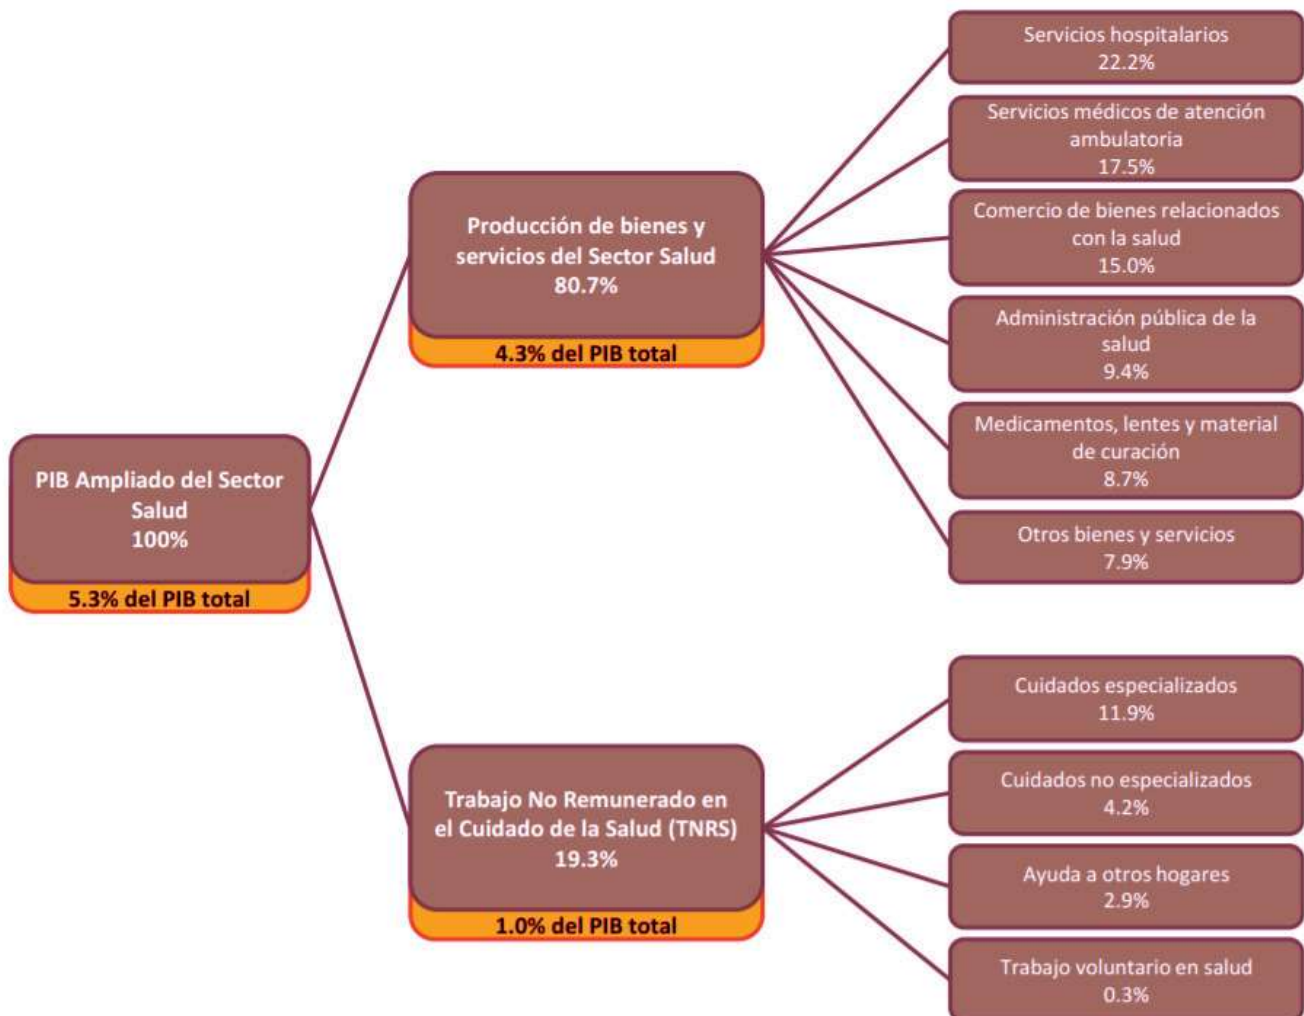 PIB Ampliado del Sector
Salud
100%
5.3% del PIB total
Producción de bienes y
servicios del Sector Salud
80.7%
4.3% del PIB total
Servicios hospitalarios
22.2%
Servicios médicos de atención
ambulatoria
17.5%
Comercio de bienes relacionados
con la salud
15.0%
Administración pública de la
salud
9.4%
Medicamentos, lentes y material
de curación
8.7%
Otros bienes y servicios
7.9%
Trabajo No Remunerado en
el Cuidado de la Salud (TNRS)
19.3%
1.0% del PIB total
Cuidados especializados
11.9%
Cuidados no especializados
4.2%
Ayuda a otros hogares
2.9%
Trabajo voluntario en salud
0.3%